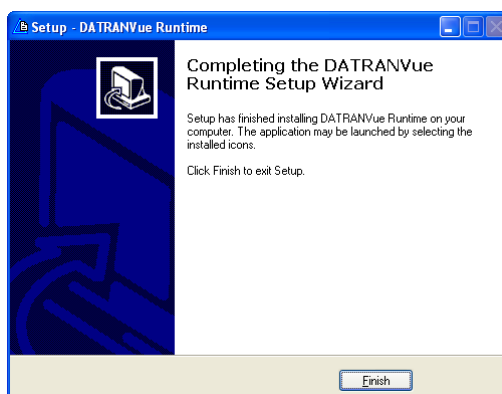 Setup - DATRANVue Runtime
Completing the DATRANVue
Runtime Setup Wizard
Setup has finished installing DATRANVue Runtime on your
computer. The application may be launched by selecting the
installed icons.
Click Finish to exit Setup.
Finish